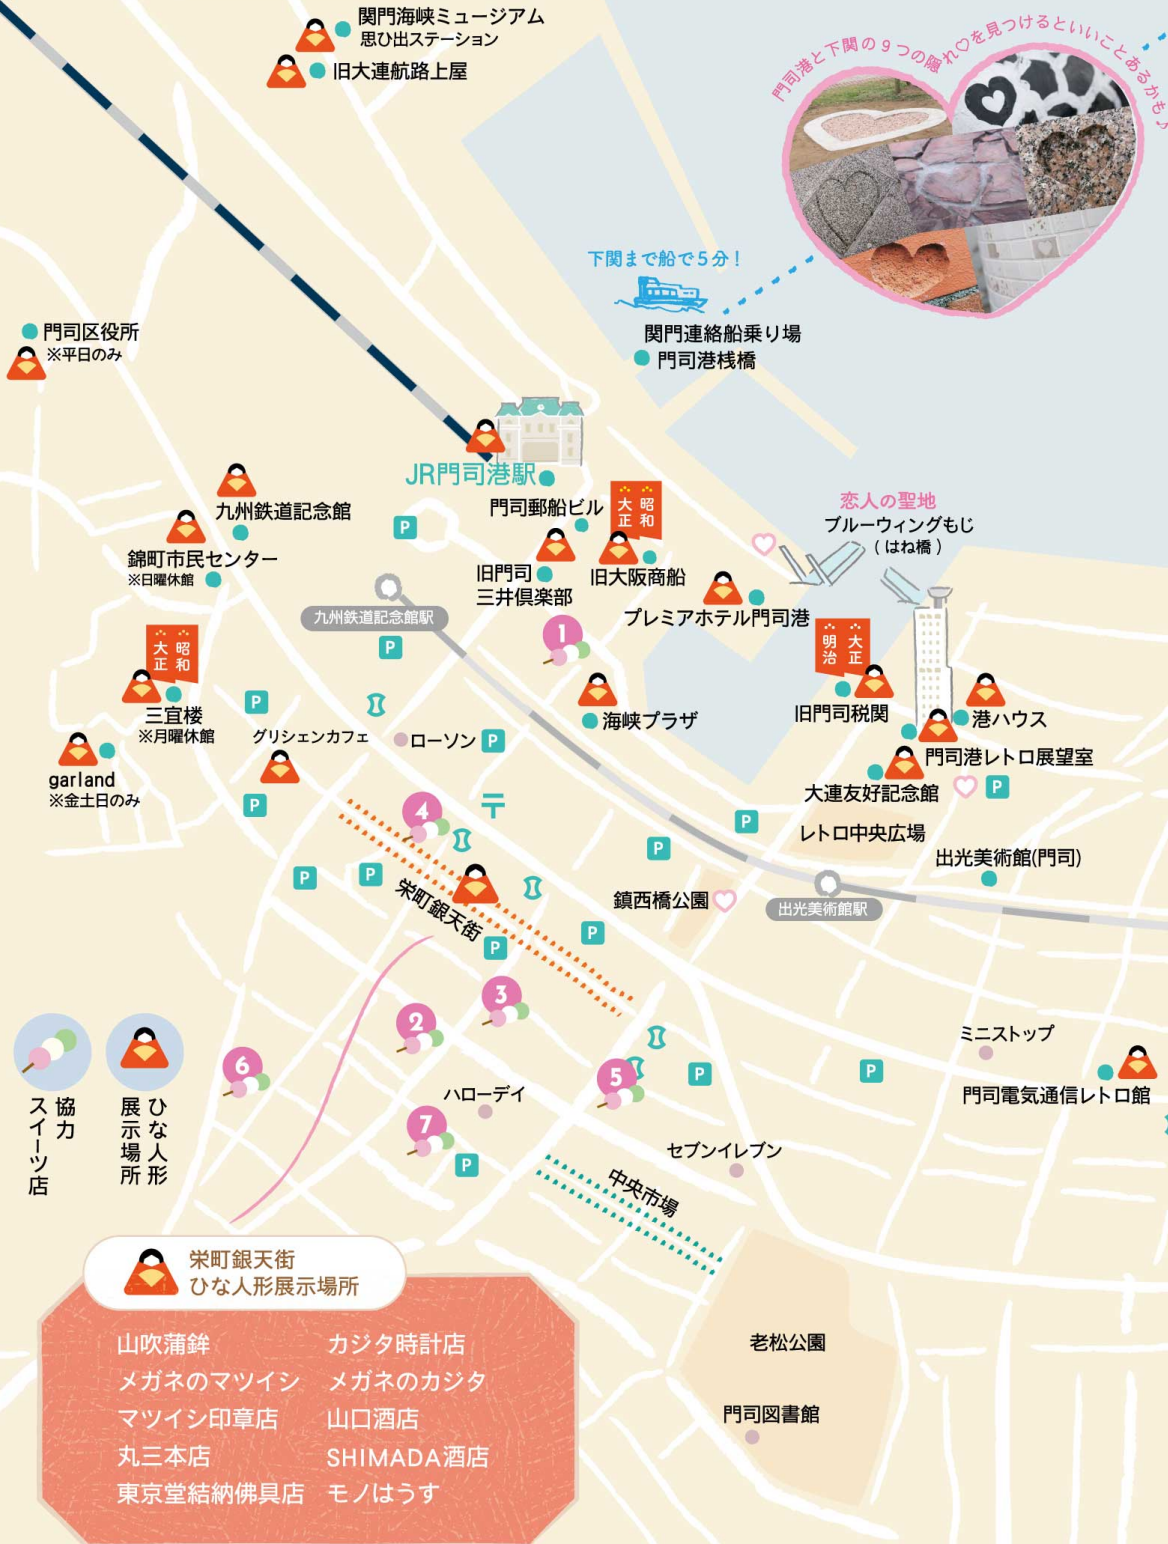 関門海峡ミュージアム
思ひ出ステーション
旧大連航路上屋
門司港と下関の9つの隠れ♡を見つけるといいことあるかも♪
下関まで船で5分！
関門連絡船乗り場
門司港桟橋
門司区役所
※平日のみ
JR門司港駅
九州鉄道記念館
錦町市民センター
※日曜休館
門司郵船ビル
昭和
大正
旧門司
三井倶楽部
旧大阪商船
恋人の聖地
ブルーウィングもじ
（はね橋）
プレミアホテル門司港
九州鉄道記念館駅
P
P
1
昭和
大正
三宜楼
※月曜休館
大正
明治
旧門司税関
港ハウス
海峡プラザ
P
グリシェンカフェ
ローソン
P
garland
※金土日のみ
門司港レトロ展望室
大連友好記念館
P
P
4
〒
P
レトロ中央広場
P
出光美術館(門司)
P
P
栄町銀天街
鎮西橋公園
出光美術館駅
P
P
3
2
6
5
P
P
ミニストップ
門司電気通信レトロ館
ハローデイ
7
P
セブンイレブン
中央市場
協力
スイーツ店
ひな人形
展示場所
老松公園
門司図書館
栄町銀天街
ひな人形展示場所
山吹蒲鉾
メガネのマツイシ
マツイシ印章店
丸三本店
東京堂結納佛具店
カジタ時計店
メガネのカジタ
山口酒店
SHIMADA酒店
モノはうす